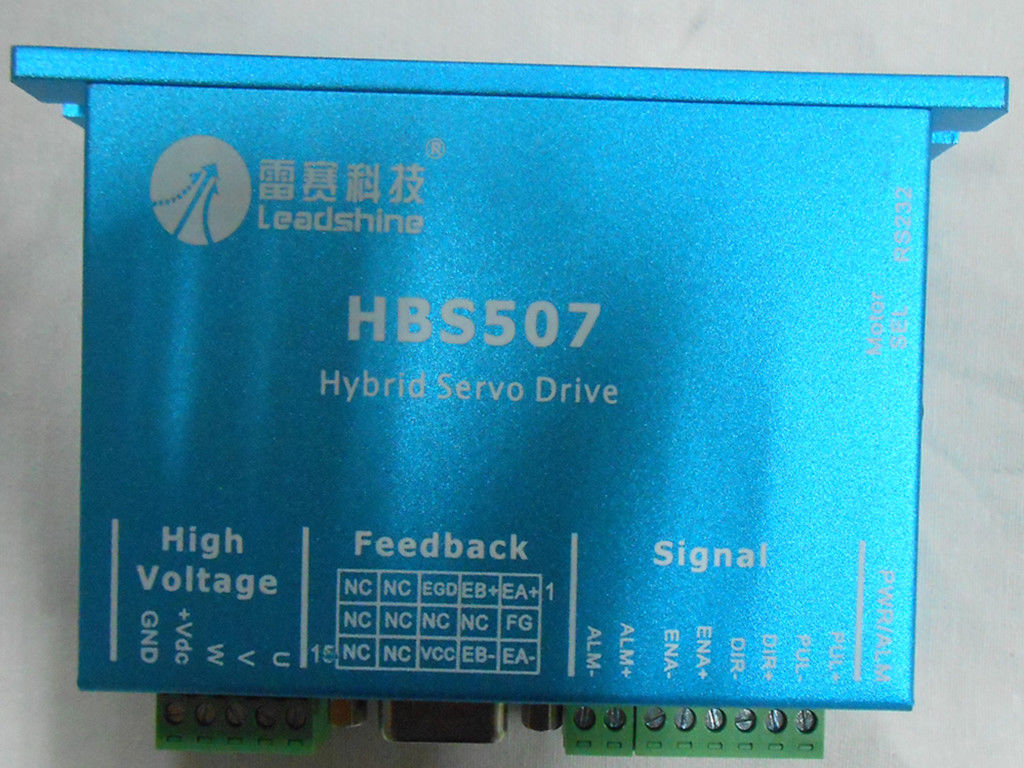 雷赛科技®
Leadshine
RS232
Motor
SEL
HBS507
Hybrid Servo Drive
High
Voltage
GND
+Vdc
W
V
U
Feedback
NC NC EGD EB+ EA+ 1
NC NC NC NC FG
15 NC NC VCC EB- EA-
Signal
ALM-
ALM+
ENA-
ENA+
DIR-
DIR+
PUL-
PUL+
PWR/ALM